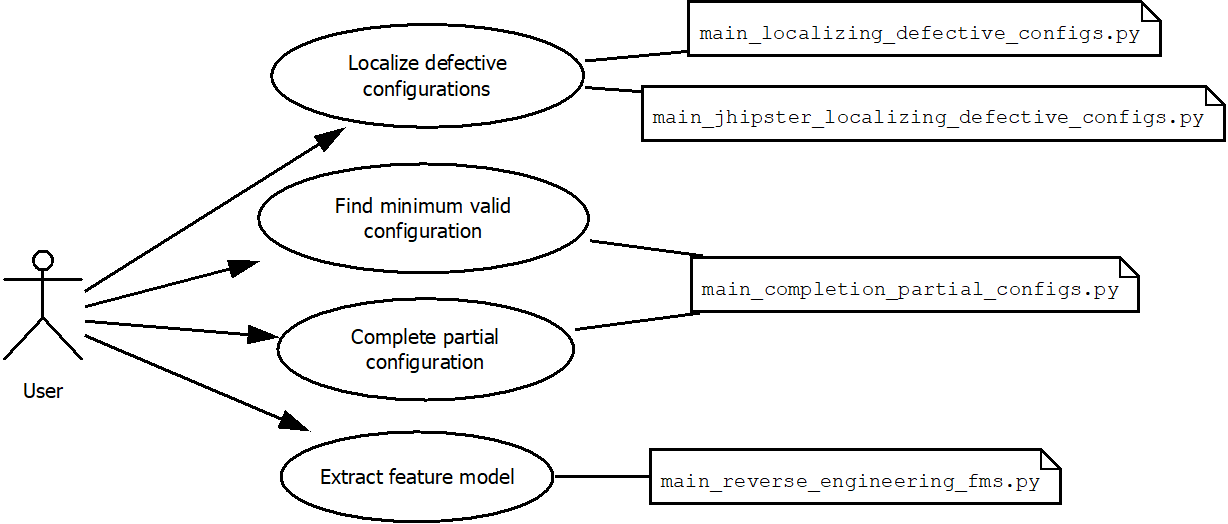 Localize defective
configurations
main_localizing_defective_configs.py
main_jhipster_localizing_defective_configs.py
Find minimum valid
configuration
main_completion_partial_configs.py
Complete partial
configuration
User
Extract feature model
main_reverse_engineering_fms.py